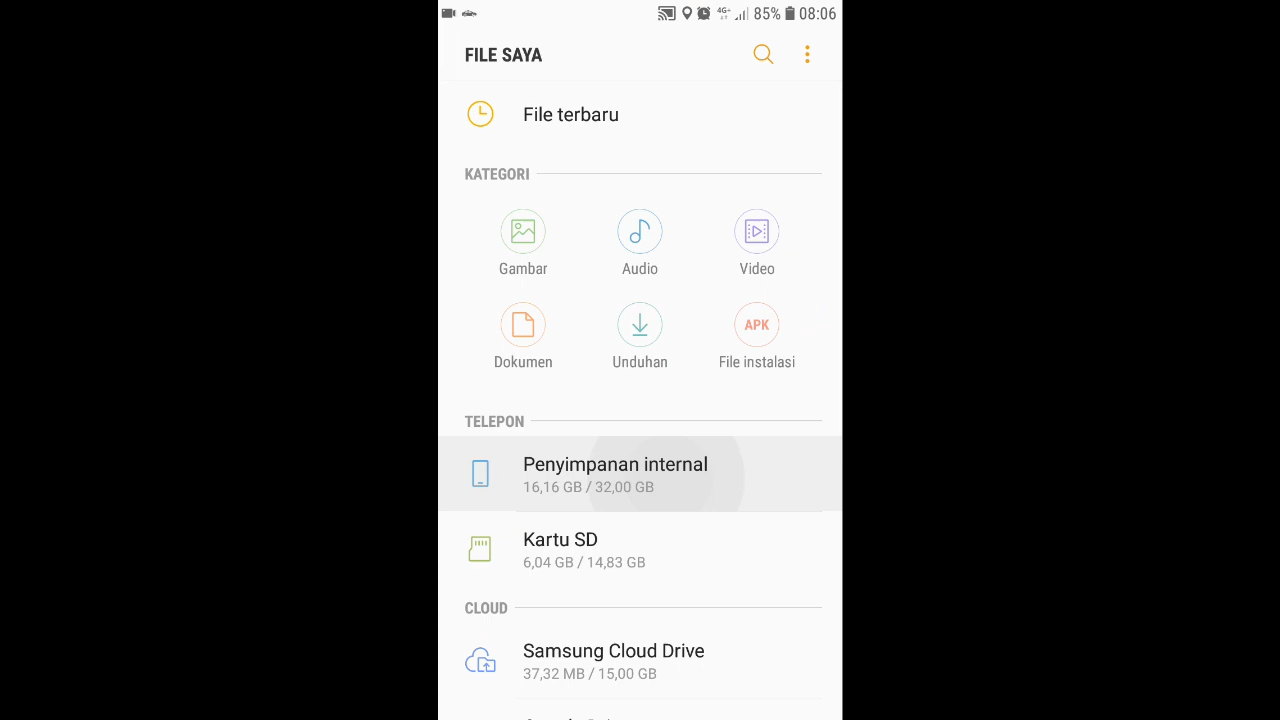 4G+ 85% 08:06
FILE SAYA
File terbaru
KATEGORI
Gambar Audio Video
APK
Dokumen Unduhan File instalasi
TELEPON
Penyimpanan internal
16,16 GB / 32,00 GB
Kartu SD
6,04 GB / 14,83 GB
CLOUD
Samsung Cloud Drive
37,32 MB / 15,00 GB